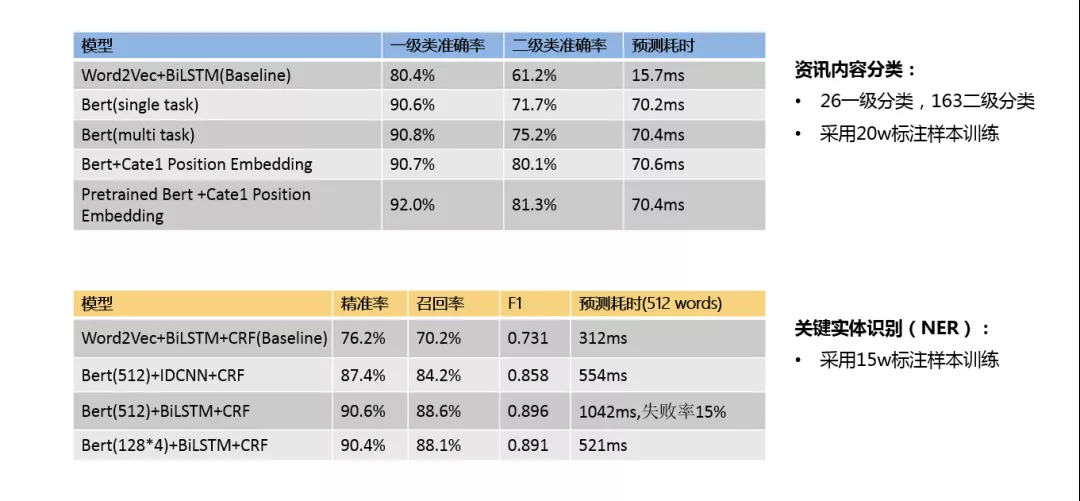 模型 一级类准确率 二级类准确率 预测耗时
Word2Vec+BiLSTM(Baseline) 80.4% 61.2% 15.7ms
Bert(single task) 90.6% 71.7% 70.2ms
Bert(multi task) 90.8% 75.2% 70.4ms
Bert+Cate1 Position Embedding 90.7% 80.1% 70.6ms
Pretrained Bert +Cate1 Position
Embedding 92.0% 81.3% 70.4ms
资讯内容分类：
• 26一级分类，163二级分类
• 采用20w标注样本训练
模型 精准率 召回率 F1 预测耗时(512 words)
Word2Vec+BiLSTM+CRF(Baseline) 76.2% 70.2% 0.731 312ms
Bert(512)+IDCNN+CRF 87.4% 84.2% 0.858 554ms
Bert(512)+BiLSTM+CRF 90.6% 88.6% 0.896 1042ms,失败率15%
Bert(128*4)+BiLSTM+CRF 90.4% 88.1% 0.891 521ms
关键实体识别（NER）：
• 采用15w标注样本训练